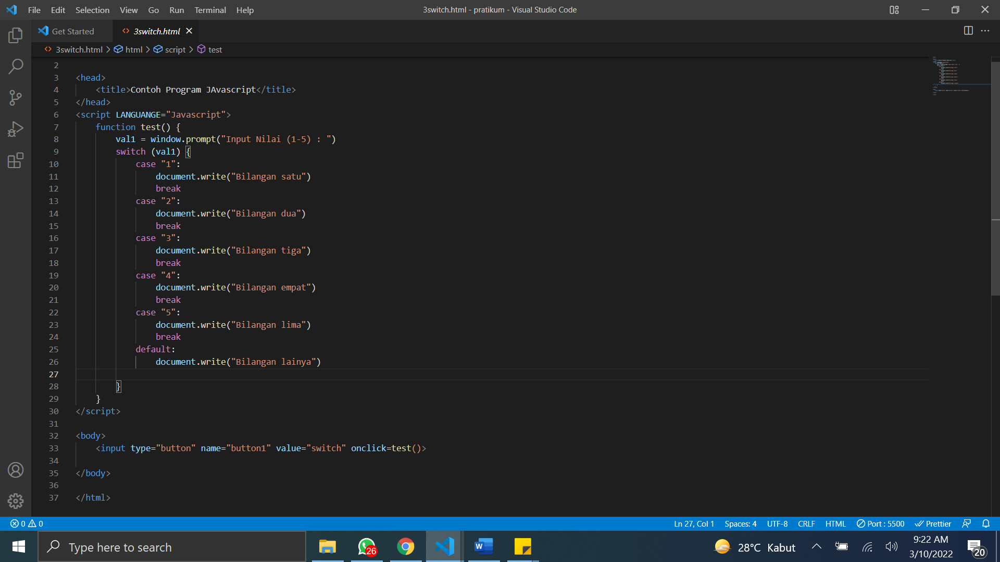 File Edit Selection View Go Run Terminal Help
3switch.html - pratikum - Visual Studio Code
Get Started
3switch.html
3switch.html > html > script > test
2
3 <head>
4 <title>Contoh Program JAvascript</title>
5 </head>
6 <script LANGUANGE="Javascript">
7 function test() {
8 val1 = window.prompt("Input Nilai (1-5) : ")
9 switch (val1) {
10 case "1":
11 document.write("Bilangan satu")
12 break
13 case "2":
14 document.write("Bilangan dua")
15 break
16 case "3":
17 document.write("Bilangan tiga")
18 break
19 case "4":
20 document.write("Bilangan empat")
21 break
22 case "5":
23 document.write("Bilangan lima")
24 break
25 default:
26 document.write("Bilangan lainya")
27
28 }
29 }
30 </script>
31
32 <body>
33 <input type="button" name="button1" value="switch" onclick=test()>
34
35 </body>
36
37 </html>
0 0
Ln 27, Col 1 Spaces: 4 UTF-8 CRLF HTML Port : 5500 Prettier
Type here to search
26
W
28°C Kabut
9:22 AM
3/10/2022
20